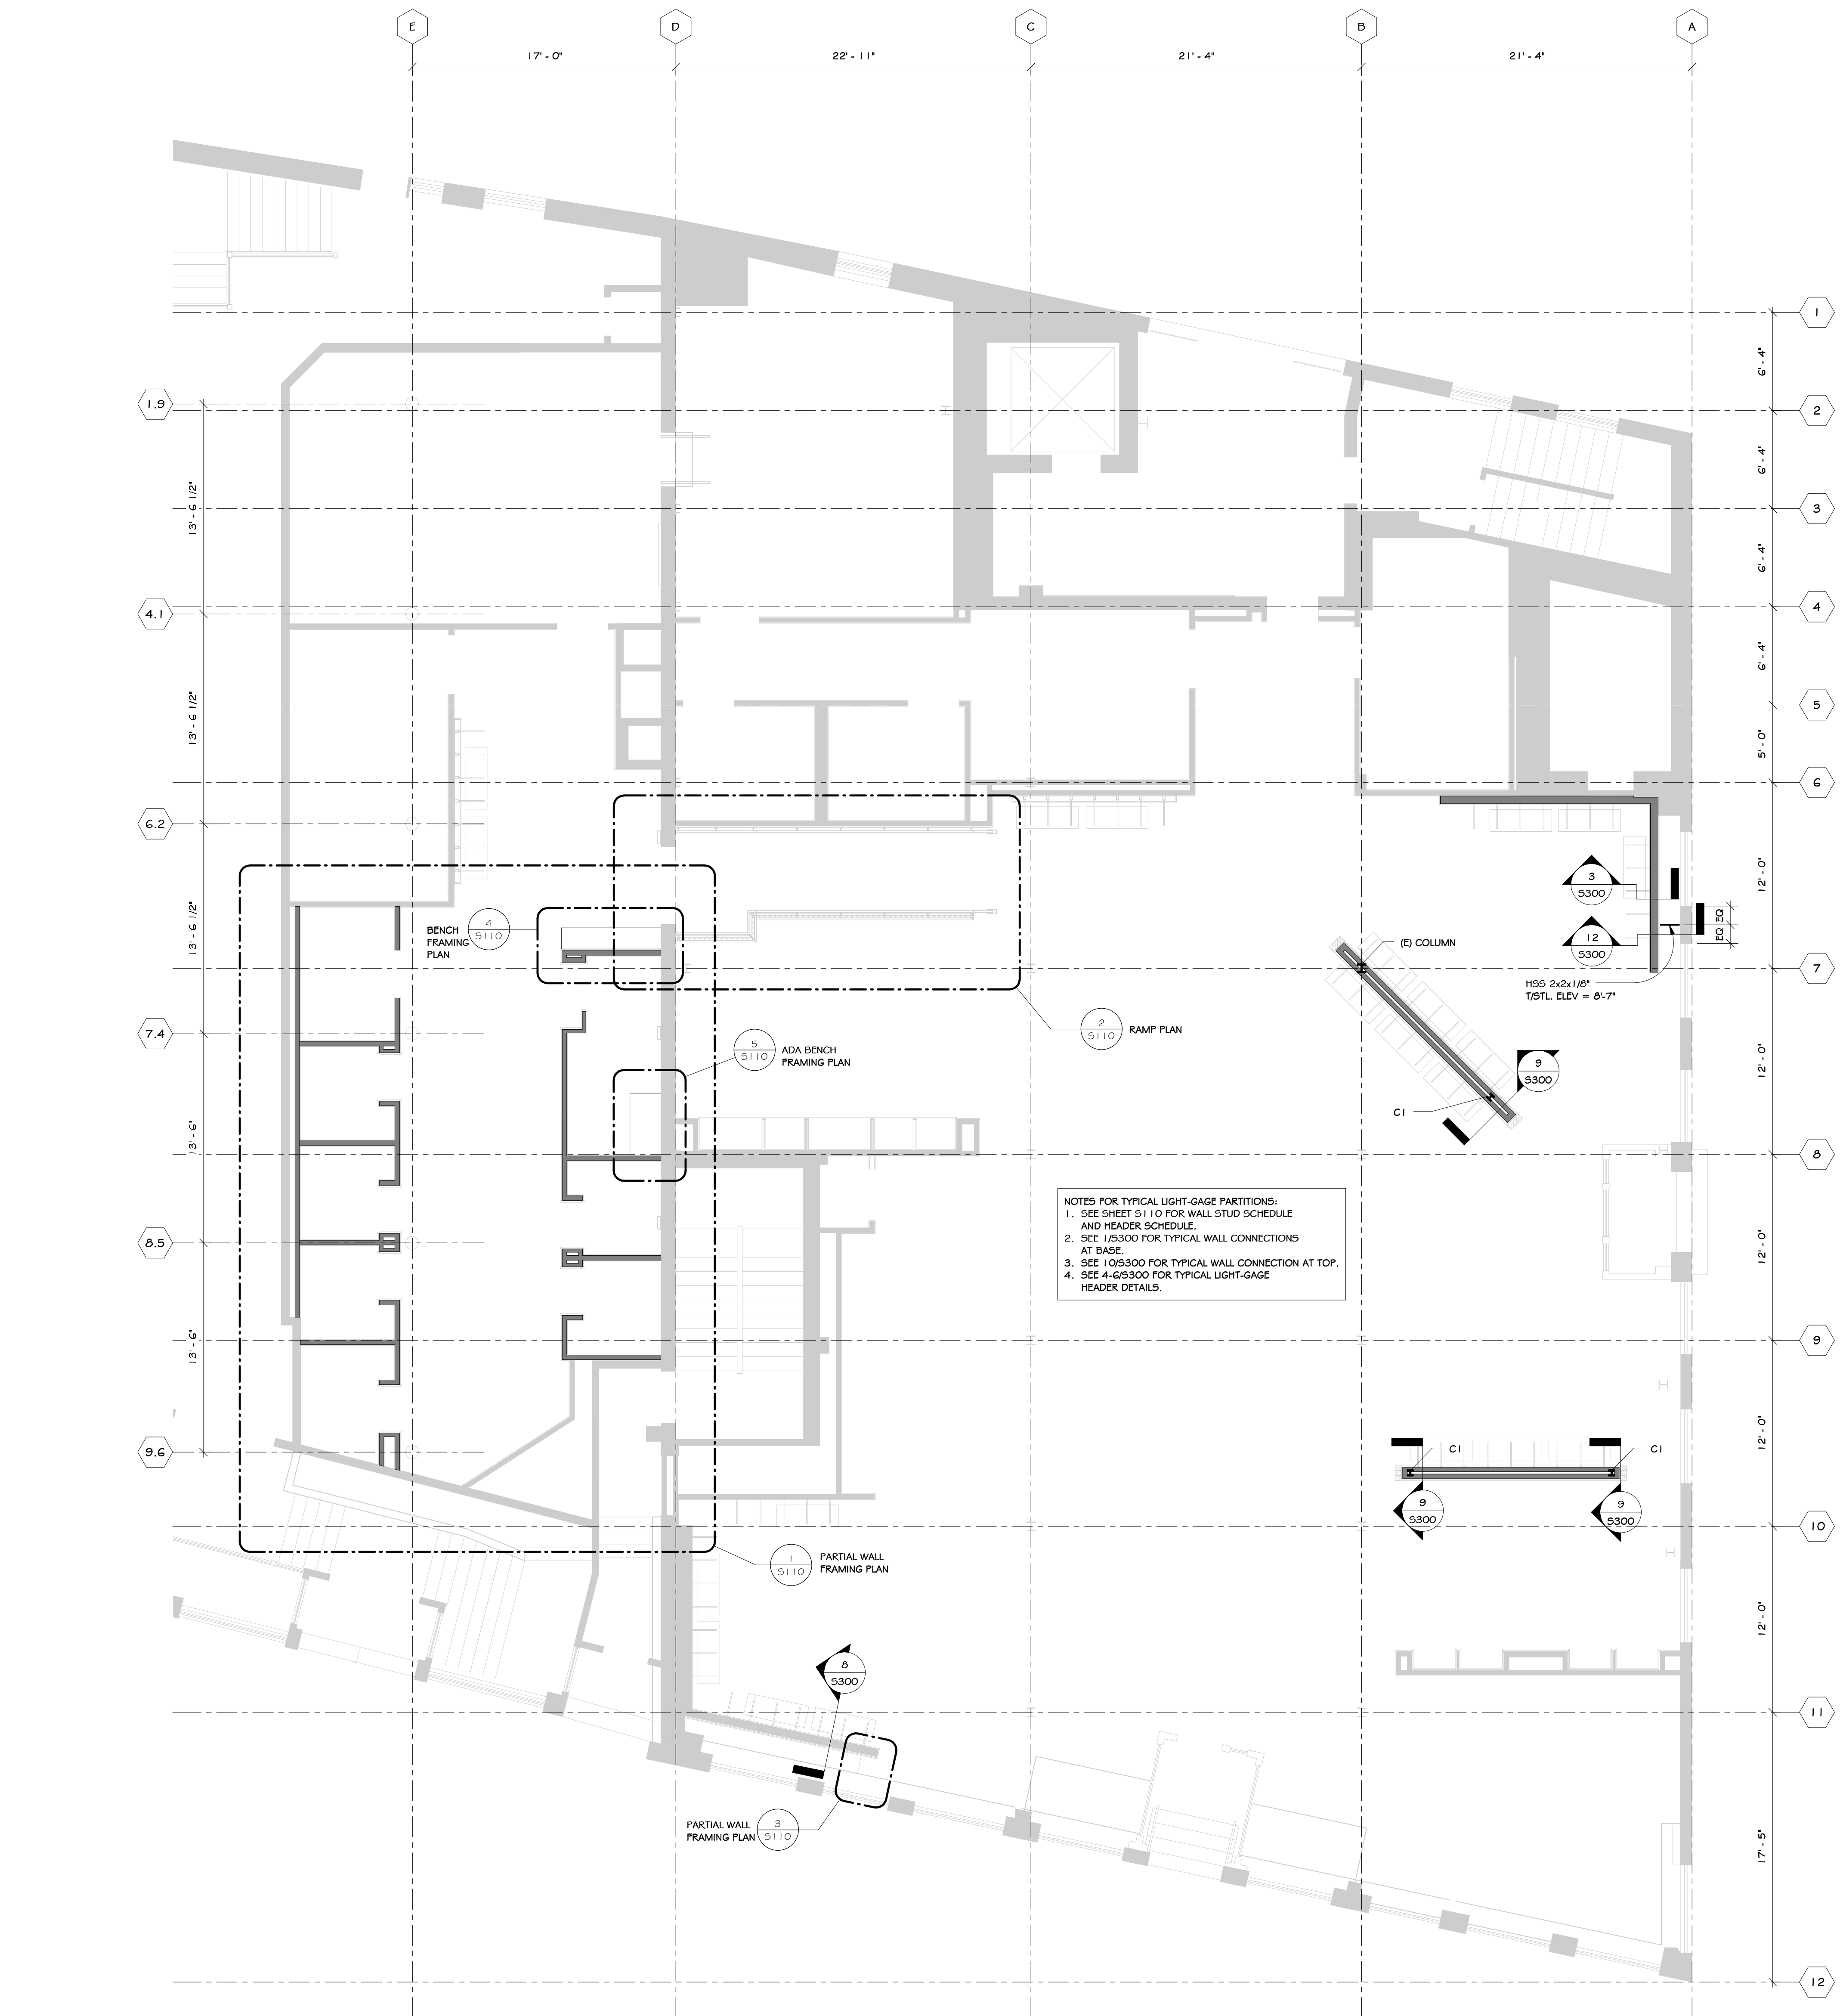 E
D
C
B
A
17' - 0"
22' - 11"
21' - 4"
21' - 4"
1
6' - 4"
1.9
2
6' - 4"
13' - 6 1/2"
3
6' - 4"
4.1
4
6' - 4"
13' - 6 1/2"
5
5' - 0"
6
6.2
12' - 0"
3
S300
13' - 6 1/2"
BENCH
FRAMING
PLAN
4
S110
EQ
EQ
12
S300
(E) COLUMN
7
HSS 2x2x1/8"
T/STL. ELEV = 8'-7"
7.4
2
S110
RAMP PLAN
5
S110
ADA BENCH
FRAMING PLAN
12' - 0"
9
S300
C1
13' - 6"
8
NOTES FOR TYPICAL LIGHT-GAGE PARTITIONS:
1. SEE SHEET S110 FOR WALL STUD SCHEDULE
AND HEADER SCHEDULE.
2. SEE 1/S300 FOR TYPICAL WALL CONNECTIONS
AT BASE.
3. SEE 10/S300 FOR TYPICAL WALL CONNECTION AT TOP.
4. SEE 4-6/S300 FOR TYPICAL LIGHT-GAGE
HEADER DETAILS.
8.5
12' - 0"
13' - 6"
9
9.6
12' - 0"
C1
C1
9
S300
9
S300
10
1
S110
PARTIAL WALL
FRAMING PLAN
12' - 0"
8
S300
11
PARTIAL WALL
FRAMING PLAN
3
S110
17' - 5"
12